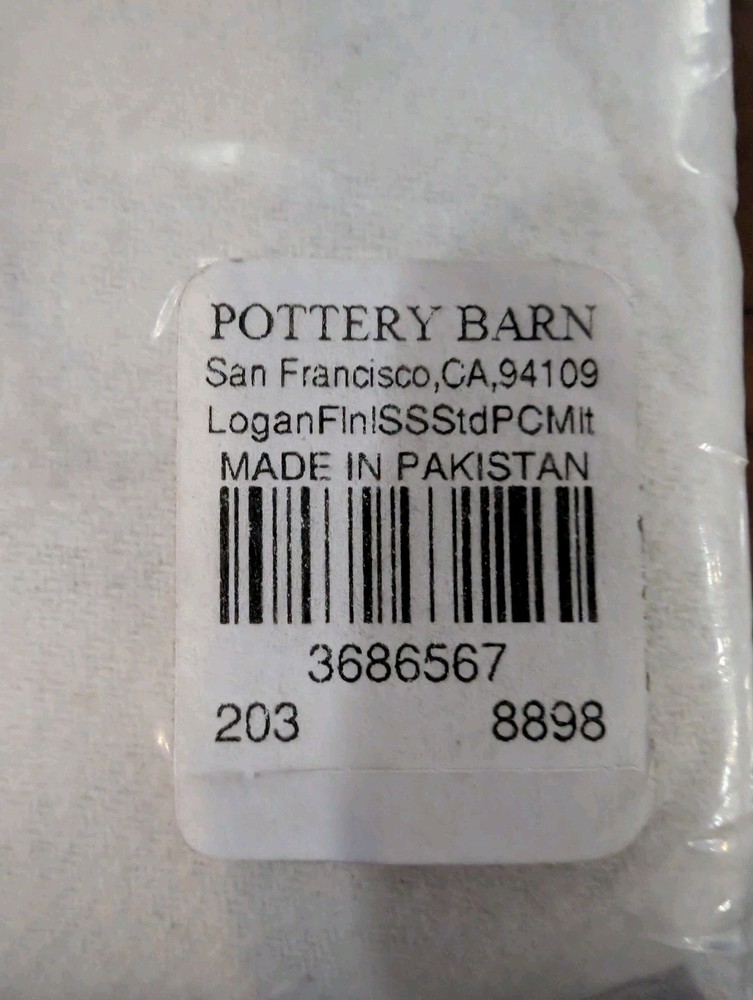 POTTERY BARN
San Francisco,CA,94109
LoganFlnlSSStdPCMlt
MADE IN PAKISTAN
3686567
203 8898